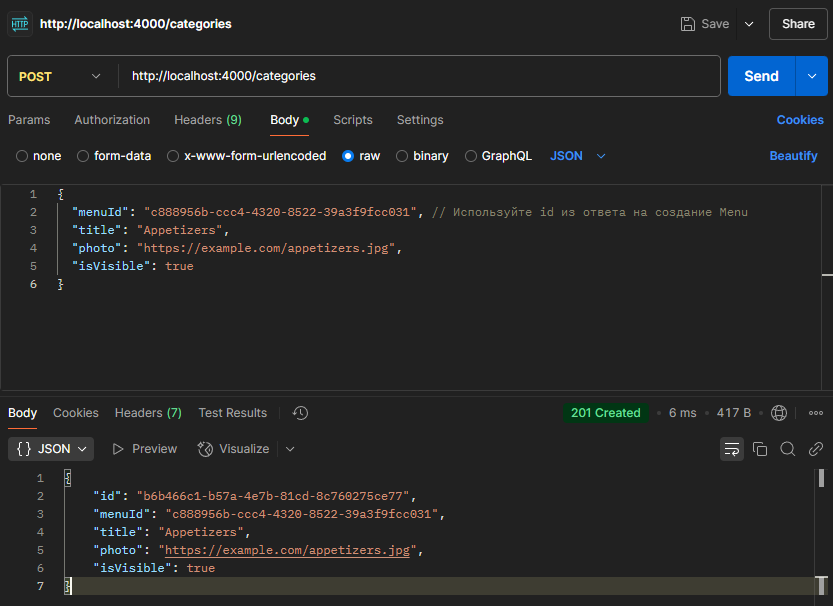 HTTP http://localhost:4000/categories Save Share
POST http://localhost:4000/categories Send
Params Authorization Headers (9) Body Scripts Settings Cookies
none form-data x-www-form-urlencoded raw binary GraphQL JSON Beautify
1 {
2 "menuId": "c888956b-ccc4-4320-8522-39a3f9fcc031", // Используйте id из ответа на создание Menu
3 "title": "Appetizers",
4 "photo": "https://example.com/appetizers.jpg",
5 "isVisible": true
6 }
Body Cookies Headers (7) Test Results 201 Created • 6 ms • 417 B •
{} JSON Preview Visualize
1 {
2 "id": "b6b466c1-b57a-4e7b-81cd-8c760275ce77",
3 "menuId": "c888956b-ccc4-4320-8522-39a3f9fcc031",
4 "title": "Appetizers",
5 "photo": "https://example.com/appetizers.jpg",
6 "isVisible": true
7 }